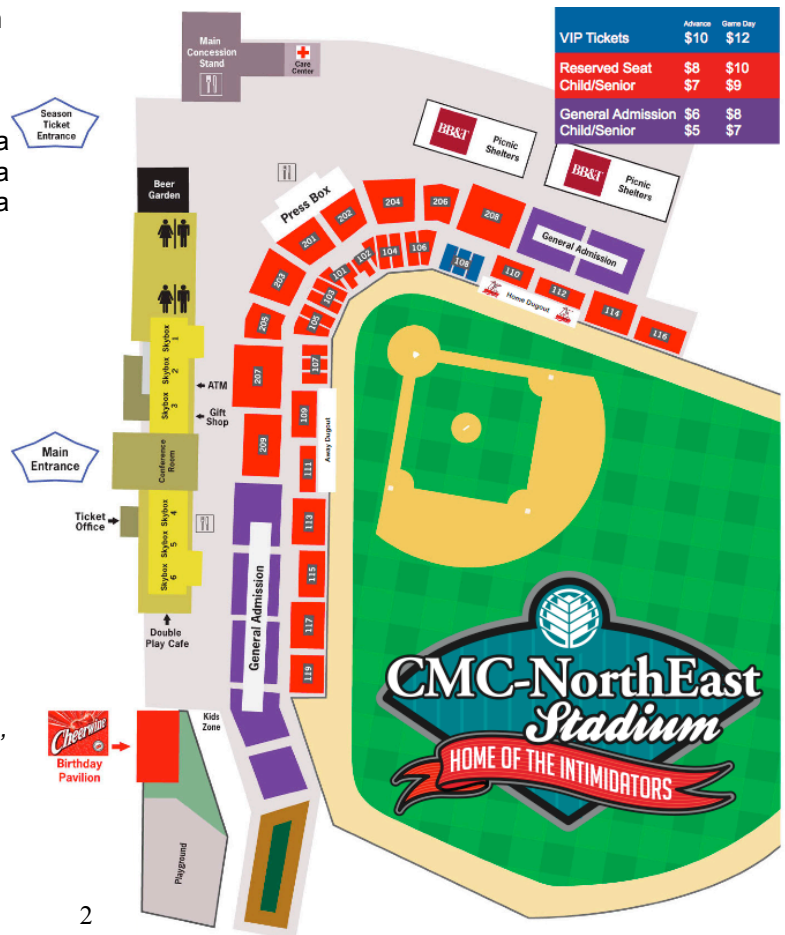 Advance Game Day
VIP Tickets $10 $12
Reserved Seat $8 $10
Child/Senior $7 $9
General Admission $6 $8
Child/Senior $5 $7
Main
Concession
Stand
Care
Center
Season
Ticket
Entrance
a
a
a
BB&T
Picnic
Shelters
BB&T
Picnic
Shelters
Beer
Garden
Press Box
201
202
204
206
208
General Admission
203
205
207
209
101
102
103
104
105
106
107
108
109
110
111
112
113
114
115
116
117
119
Home Dugout
Away Dugout
Skybox
1
Skybox
2
Skybox
3
ATM
Gift
Shop
Main
Entrance
Conference
Room
Ticket
Office
Skybox
4
Skybox
5
Skybox
6
General Admission
Double
Play Cafe
CMC-NorthEast
Stadium
HOME OF THE INTIMIDATORS
Kids
Zone
Cheerwine
Birthday
Pavilion
,
Playground
2